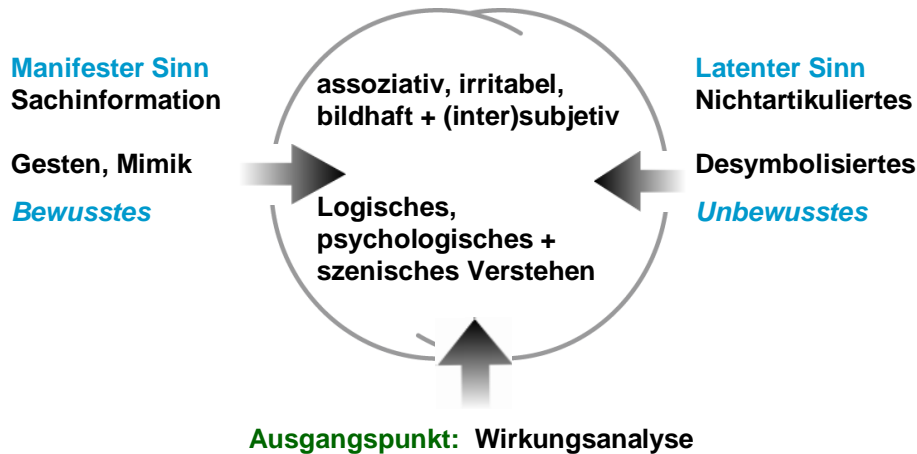 Manifester Sinn
Sachinformation
Gesten, Mimik
Bewusstes
assoziativ, irritabel,
bildhaft + (inter)subjetiv
Logisches,
psychologisches +
szenisches Verstehen
Latenter Sinn
Nichtartikuliertes
Desymbolisiertes
Unbewusstes
Ausgangspunkt: Wirkungsanalyse